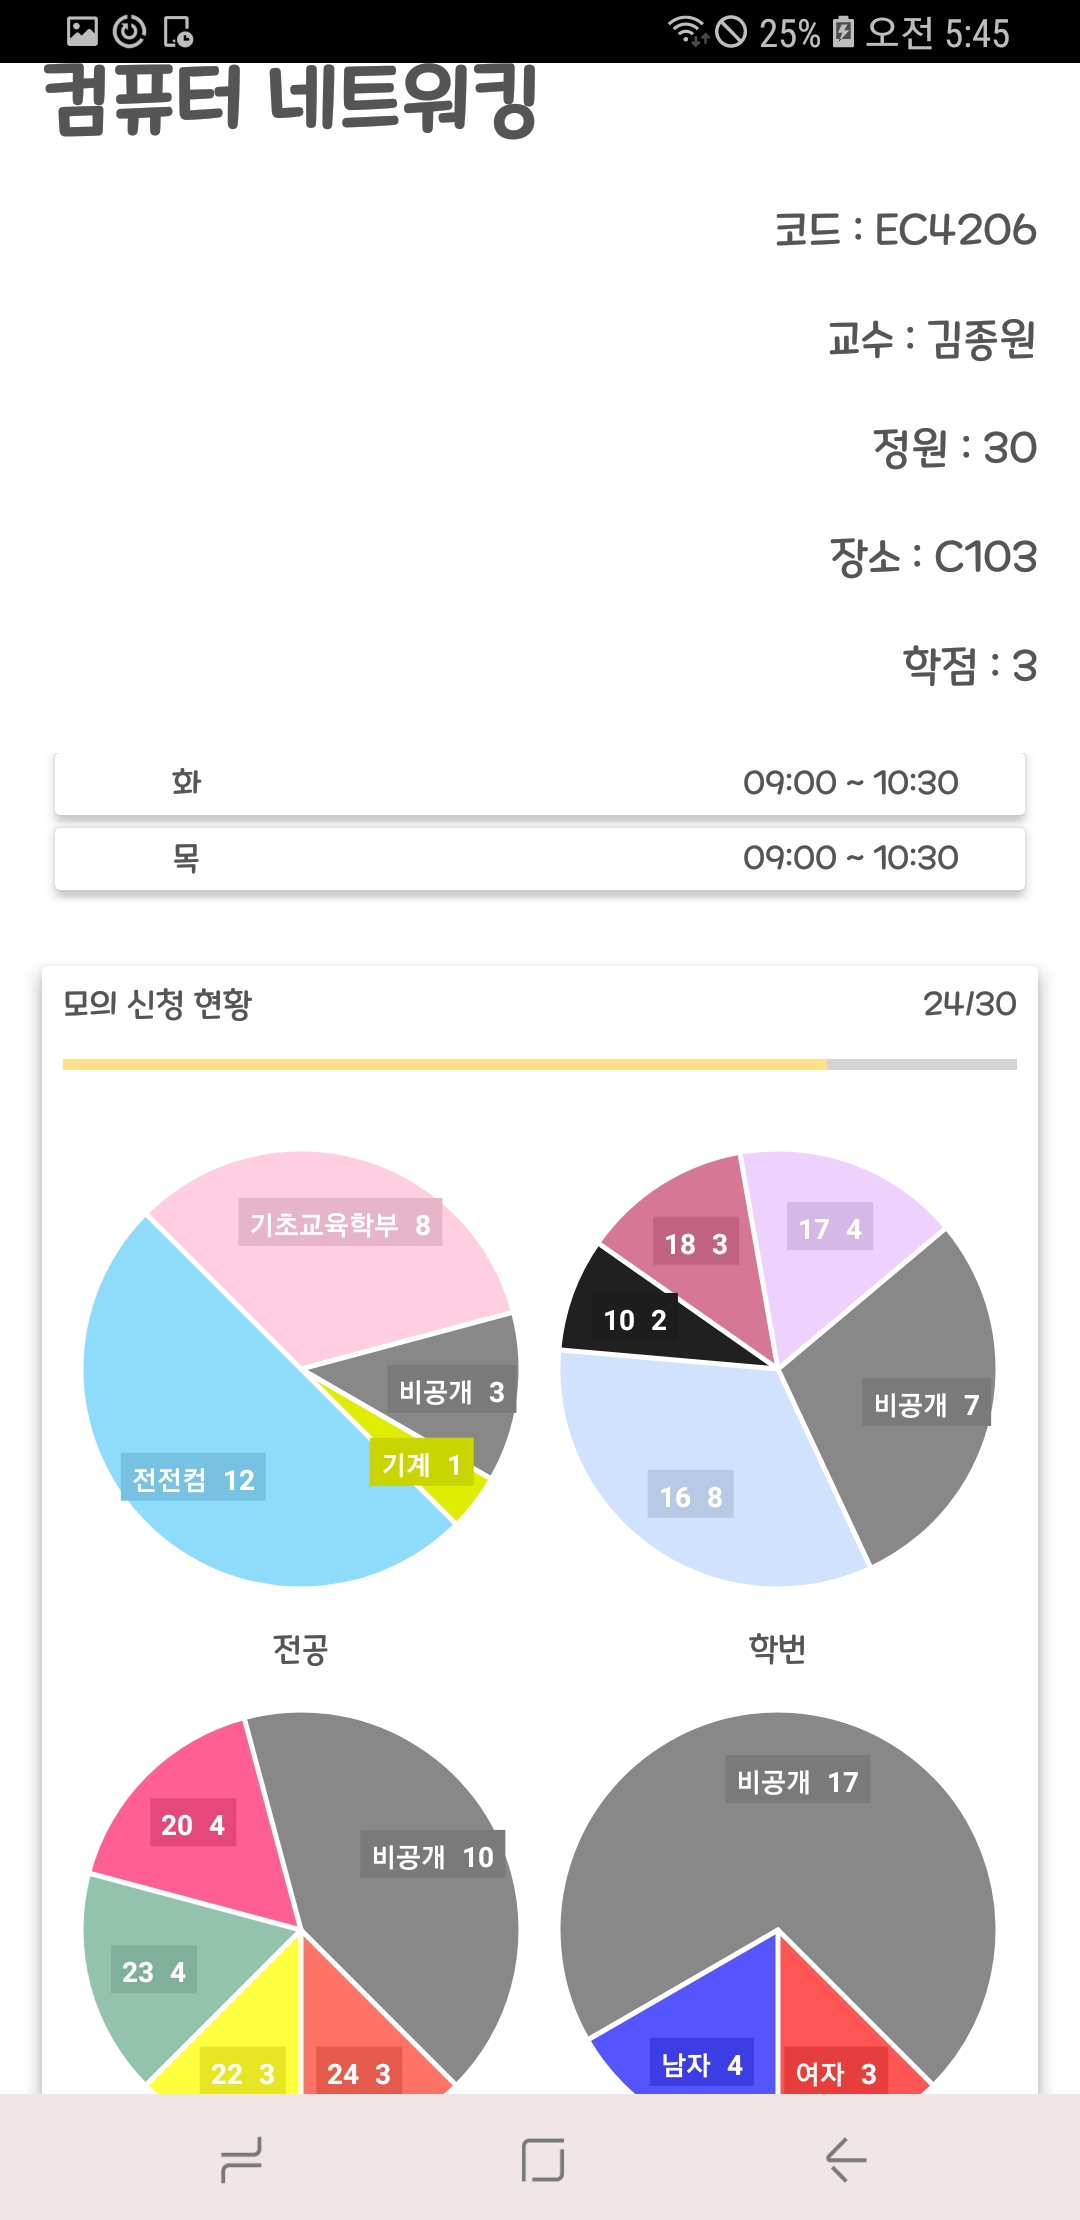 25% 오전 5:45
컴퓨터 네트워킹
코드 : EC4206
교수 : 김종원
정원 : 30
장소 : C103
학점 : 3
화 09:00 ~ 10:30
목 09:00 ~ 10:30
모의 신청 현황 24/30
기초교육학부 8
비공개 3
기계 1
전전컴 12
전공
17 4
18 3
10 2
비공개 7
16 8
학번
20 4
비공개 10
23 4
22 3
24 3
비공개 17
남자 4
여자 3